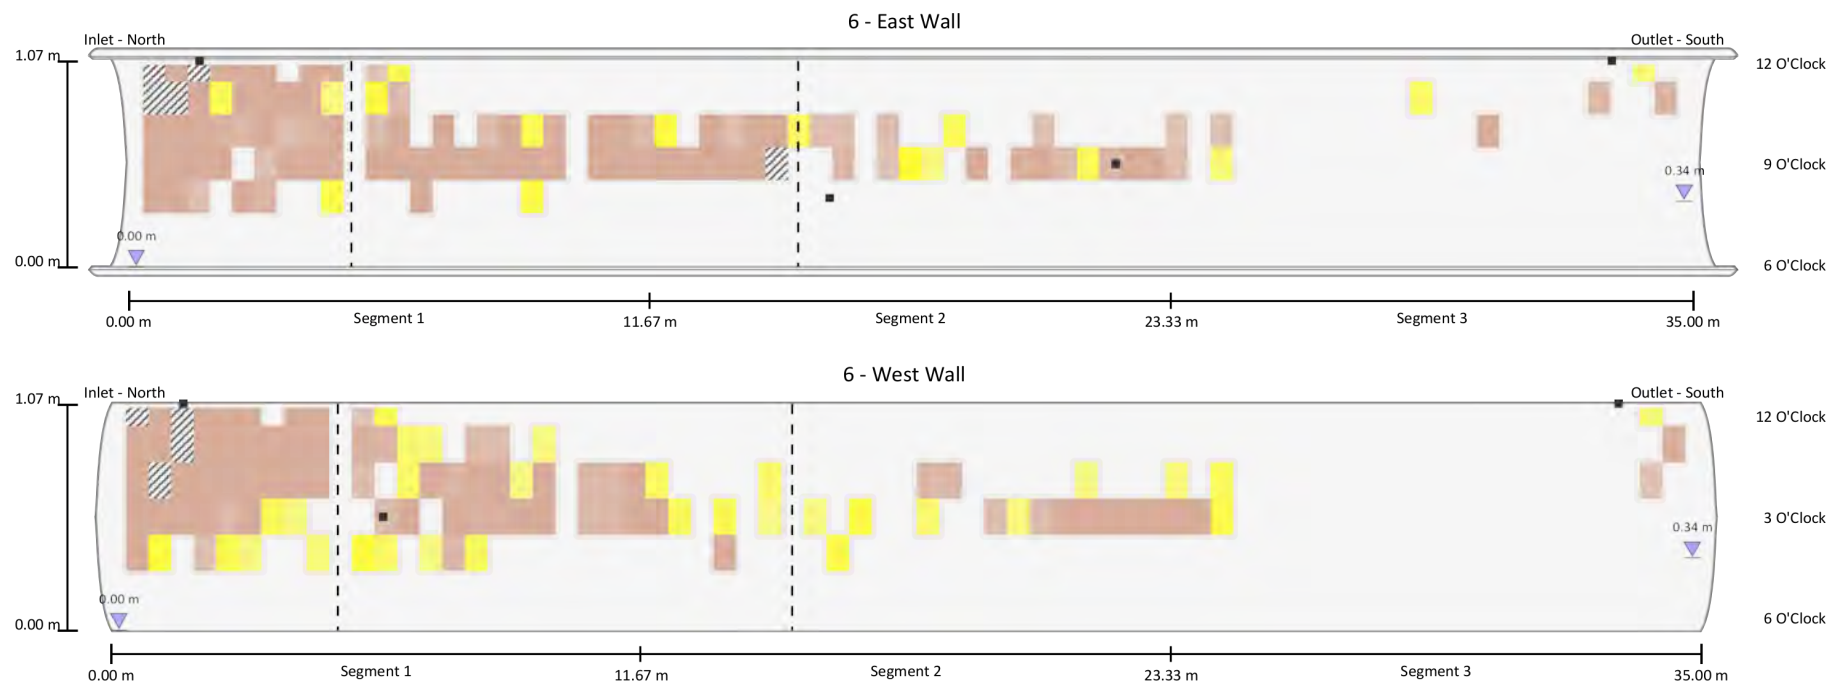 6 - East Wall
Inlet - North
Outlet - South
1.07 m
12 O'Clock
9 O'Clock
0.34 m
0.00 m
0.00 m
6 O'Clock
0.00 m
Segment 1
11.67 m
Segment 2
23.33 m
Segment 3
35.00 m
6 - West Wall
Inlet - North
Outlet - South
1.07 m
12 O'Clock
3 O'Clock
0.34 m
0.00 m
0.00 m
6 O'Clock
0.00 m
Segment 1
11.67 m
Segment 2
23.33 m
Segment 3
35.00 m